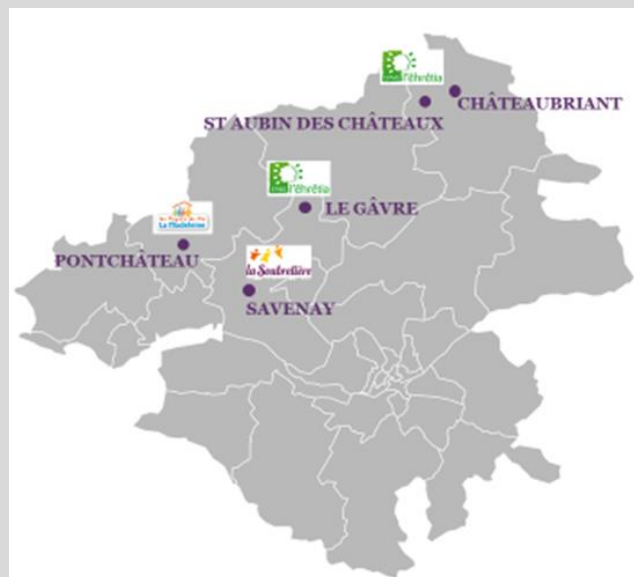 l'éhrétia
CHÂTEAUBRIANT
ST AUBIN DES CHÂTEAUX
l'éhrétia
LE GÂVRE
La Madeleine
PONTCHÂTEAU
la Soubretière
SAVENAY